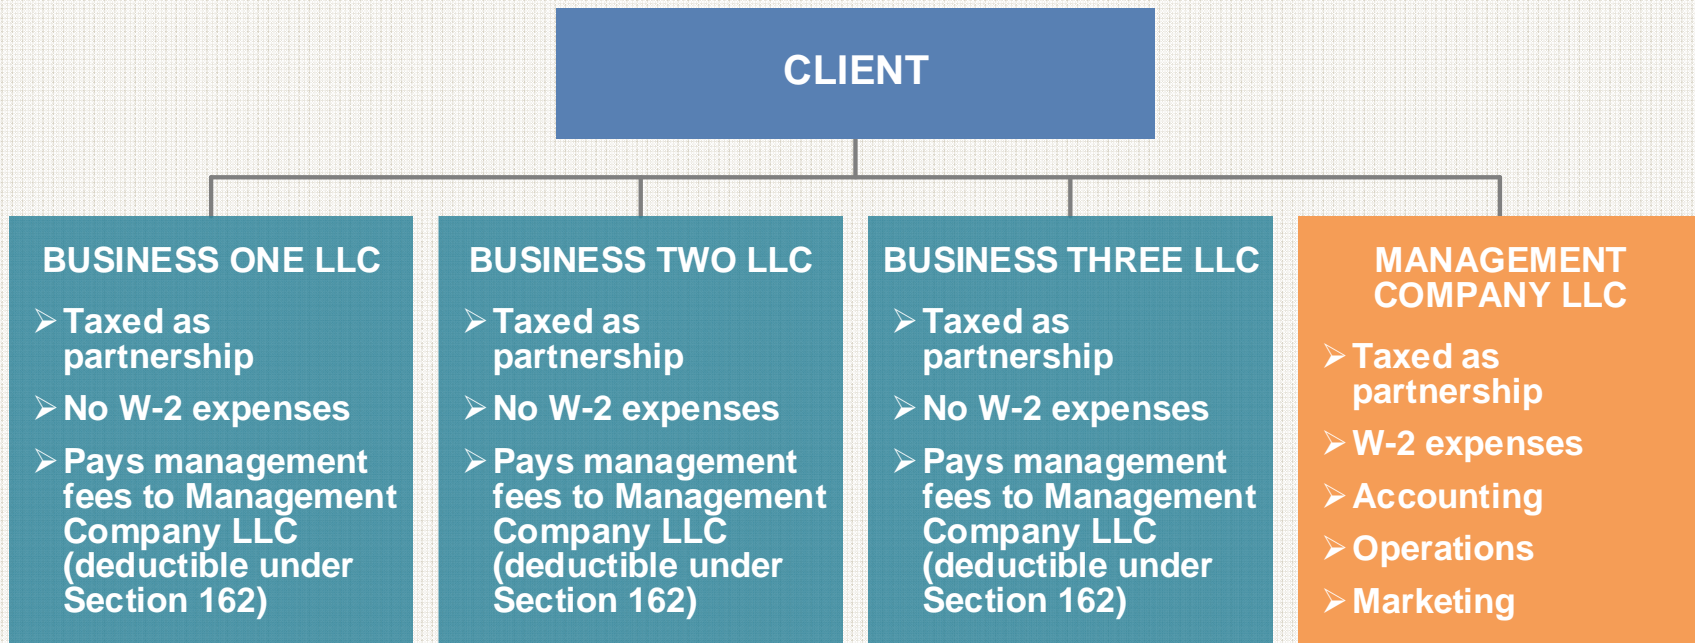 CLIENT
BUSINESS ONE LLC
➢ Taxed as
partnership
➢ No W-2 expenses
➢ Pays management
fees to Management
Company LLC
(deductible under
Section 162)
BUSINESS TWO LLC
➢ Taxed as
partnership
➢ No W-2 expenses
➢ Pays management
fees to Management
Company LLC
(deductible under
Section 162)
BUSINESS THREE LLC
➢ Taxed as
partnership
➢ No W-2 expenses
➢ Pays management
fees to Management
Company LLC
(deductible under
Section 162)
MANAGEMENT
COMPANY LLC
➢ Taxed as
partnership
➢ W-2 expenses
➢ Accounting
➢ Operations
➢ Marketing